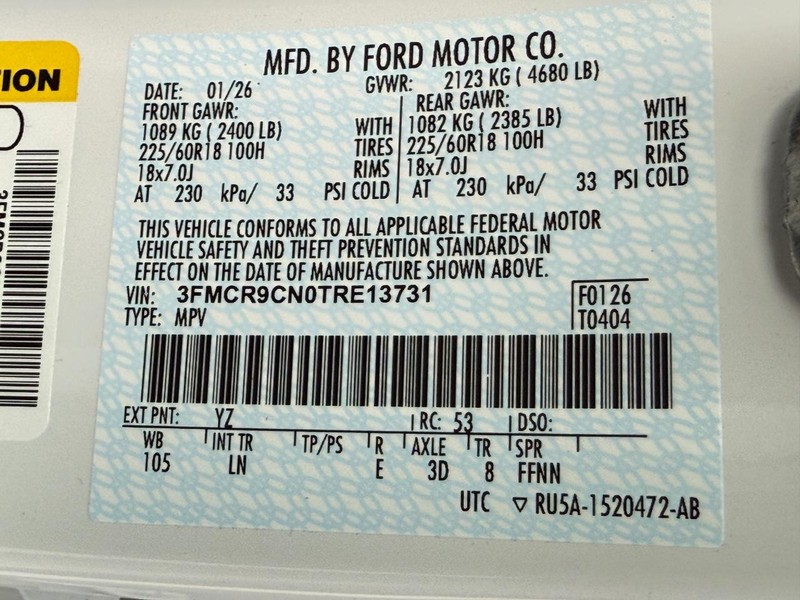 TION
MFD. BY FORD MOTOR CO.
DATE: 01/26 GVWR: 2123 KG ( 4680 LB)
FRONT GAWR: REAR GAWR:
1089 KG ( 2400 LB) WITH 1082 KG ( 2385 LB) WITH
225/60R18 100H TIRES 225/60R18 100H TIRES
18x7.0J RIMS 18x7.0J RIMS
AT 230 kPa/ 33 PSI COLD AT 230 kPa/ 33 PSI COLD
THIS VEHICLE CONFORMS TO ALL APPLICABLE FEDERAL MOTOR
VEHICLE SAFETY AND THEFT PREVENTION STANDARDS IN
EFFECT ON THE DATE OF MANUFACTURE SHOWN ABOVE.
VIN: 3FMCR9CN0TRE13731 F0126
TYPE: MPV T0404
EXT PNT: YZ RC: 53 DSO:
WB INT TR TP/PS R AXLE TR SPR
105 LN E 3D 8 FFNN
UTC ▽ RU5A-1520472-AB